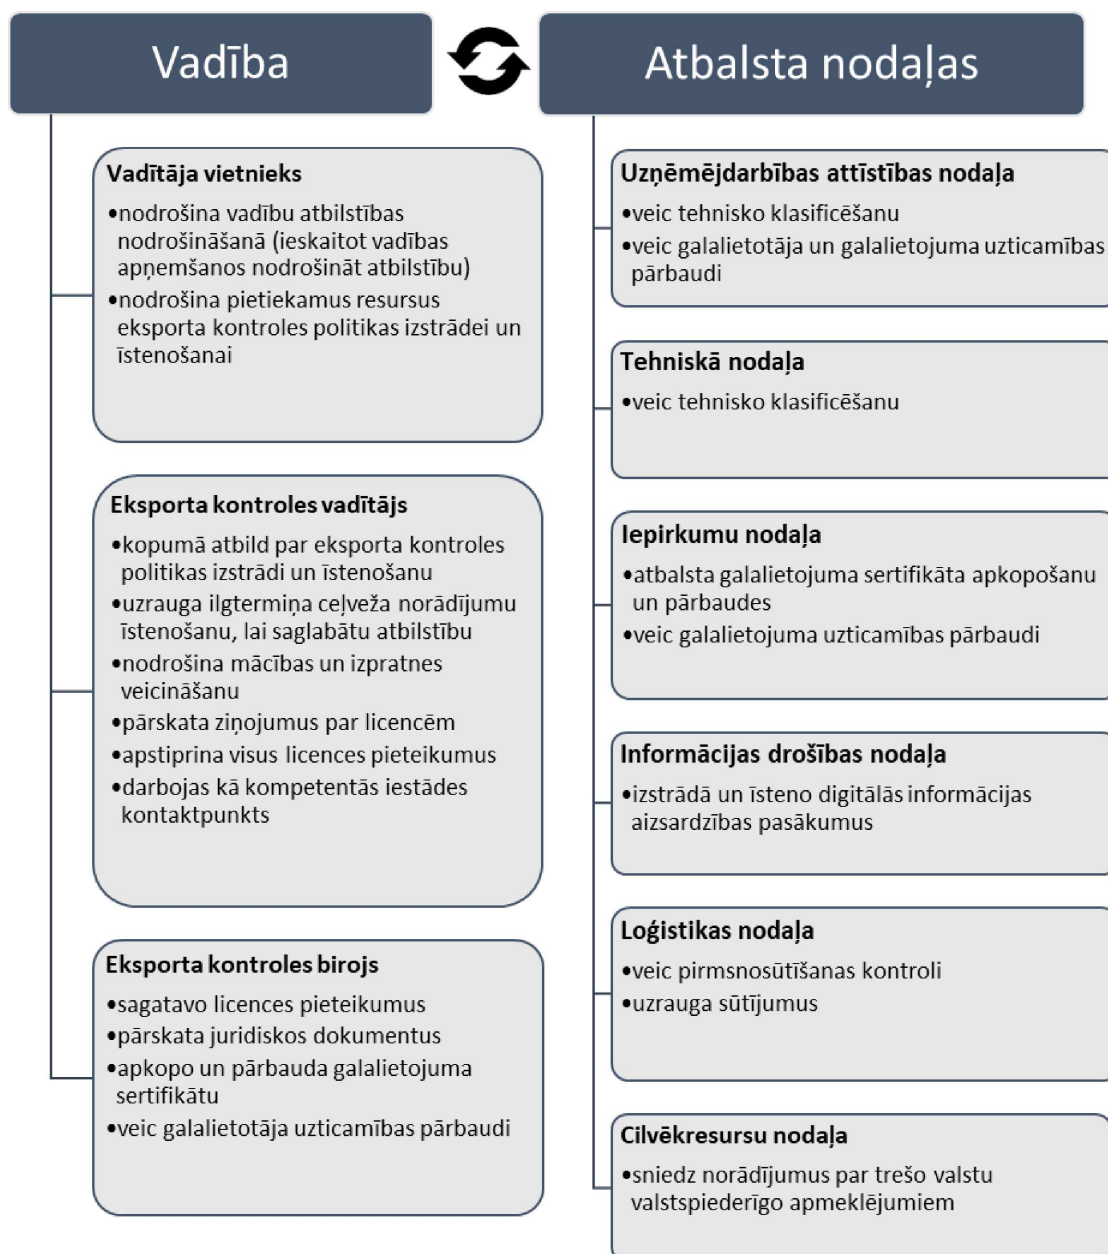 Vadība
Vadītāja vietnieks
•nodrošina vadību atbilstības
nodrošināšanā (ieskaitot vadības
apņemšanos nodrošināt atbilstību)
•nodrošina pietiekamus resursus
eksporta kontroles politikas izstrādei un
īstenošanai
Eksporta kontroles vadītājs
•kopumā atbild par eksporta kontroles
politikas izstrādi un īstenošanu
•uzrauga ilgtermiņa ceļveža norādījumu
īstenošanu, lai saglabātu atbilstību
•nodrošina mācības un izpratnes
veicināšanu
•pārskata ziņojumus par licencēm
•apstiprina visus licences pieteikumus
•darbojas kā kompetentās iestādes
kontaktpunkts
Eksporta kontroles birojs
•sagatavo licences pieteikumus
•pārskata juridiskos dokumentus
•apkopo un pārbauda galalietojuma
sertifikātu
•veic galalietotāja uzticamības pārbaudi
Atbalsta nodaļas
Uzņēmējdarbības attīstības nodaļa
•veic tehnisko klasificēšanu
•veic galalietotāja un galalietojuma uzticamības
pārbaudi
Tehniskā nodaļa
•veic tehnisko klasificēšanu
Iepirkumu nodaļa
•atbalsta galalietojuma sertifikāta apkopošanu
un pārbaudes
•veic galalietojuma uzticamības pārbaudi
Informācijas drošības nodaļa
•izstrādā un īsteno digitālās informācijas
aizsardzības pasākumus
Loģistikas nodaļa
•veic pirmsnosūtīšanas kontroli
•uzrauga sūtījumus
Cilvēkresursu nodaļa
•sniedz norādījumus par trešo valstu
valstspiederīgo apmeklējumiem